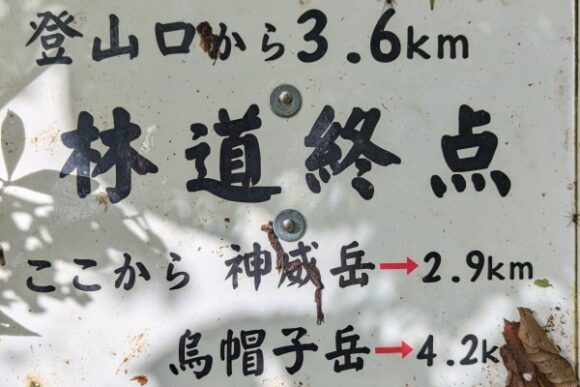 登山口から3.6km
林道終点
ここから 神威岳→2.9km
烏帽子岳→4.2k